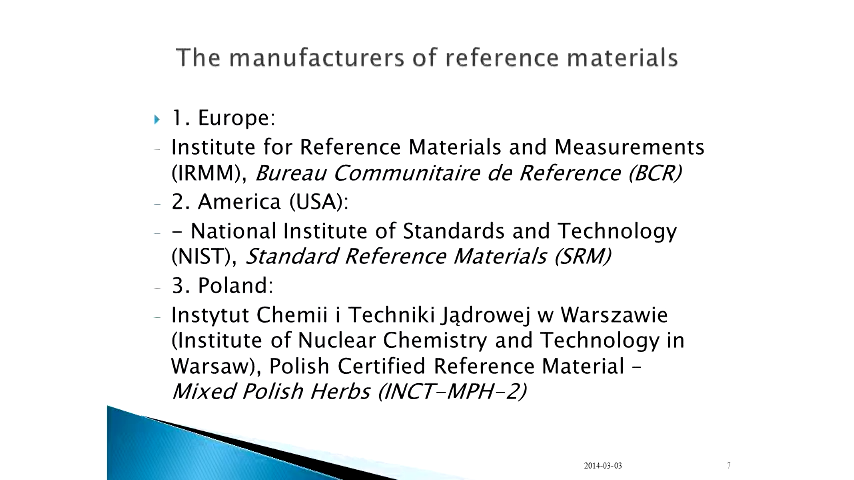 The manufacturers of reference materials
1. Europe:
- Institute for Reference Materials and Measurements
(IRMM), Bureau Communitaire de Reference (BCR)
- 2. America (USA):
- - National Institute of Standards and Technology
(NIST), Standard Reference Materials (SRM)
- 3. Poland:
- Instytut Chemii i Techniki Jądrowej w Warszawie
(Institute of Nuclear Chemistry and Technology in
Warsaw), Polish Certified Reference Material –
Mixed Polish Herbs (INCT-MPH-2)
2014-03-03 7